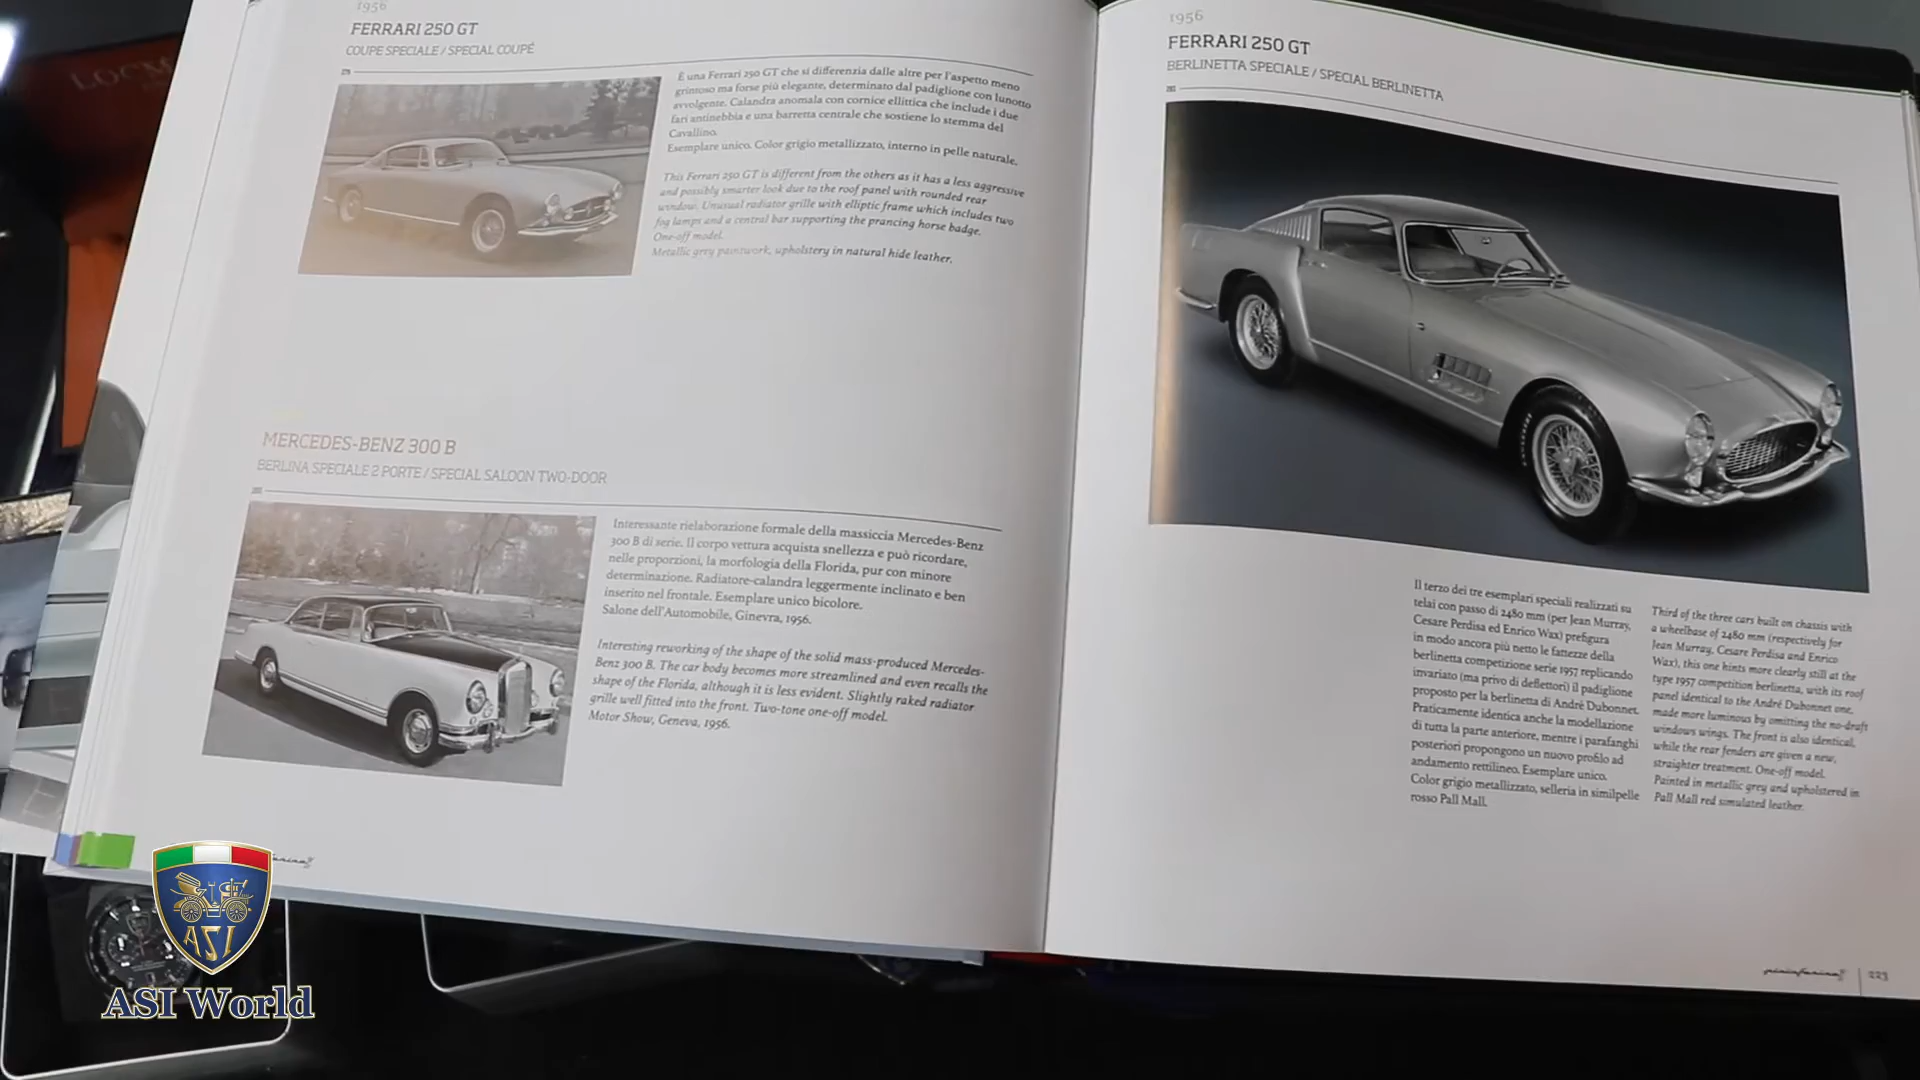 1956
FERRARI 250 GT
COUPE SPECIALE / SPECIAL COUPÉ
È una Ferrari 250 GT che si differenzia dalle altre per l'aspetto meno
grintoso ma forse più elegante, determinato dal padiglione con lunotto
avvolgente. Calandra anomala con cornice ellittica che include i due
fari antinebbia e una barretta centrale che sostiene lo stemma del
Cavallino.
Esemplare unico. Color grigio metallizzato, interno in pelle naturale.
This Ferrari 250 GT is different from the others as it has a less aggressive
and possibly smarter look due to the roof panel with rounded rear
window. Unusual radiator grille with elliptic frame which includes two
fog lamps and a central bar supporting the prancing horse badge.
One-off model.
Metallic grey paintwork, upholstery in natural hide leather.
MERCEDES-BENZ 300 B
BERLINA SPECIALE 2 PORTE / SPECIAL SALOON TWO-DOOR
Interessante rielaborazione formale della massiccia Mercedes-Benz
300 B di serie. Il corpo vettura acquista snellezza e può ricordare,
nelle proporzioni, la morfologia della Florida, pur con minore
determinazione. Radiatore-calandra leggermente inclinato e ben
inserito nel frontale. Esemplare unico bicolore.
Salone dell'Automobile, Ginevra, 1956.
Interesting reworking of the shape of the solid mass-produced Mercedes-
Benz 300 B. The car body becomes more streamlined and even recalls the
shape of the Florida, although it is less evident. Slightly raked radiator
grille well fitted into the front. Two-tone one-off model.
Motor Show, Geneva, 1956.
1956
FERRARI 250 GT
BERLINETTA SPECIALE / SPECIAL BERLINETTA
Il terzo dei tre esemplari speciali realizzati su
telai con passo di 2480 mm (per Jean Murray,
Cesare Perdisa ed Enrico Wax) prefigura
in modo ancora più netto le fattezze della
berlinetta competizione serie 1957 replicando
invariato (ma privo di deflettori) il padiglione
proposto per la berlinetta di André Dubonnet.
Praticamente identica anche la modellazione
di tutta la parte anteriore, mentre i parafanghi
posteriori propongono un nuovo profilo ad
andamento rettilineo. Esemplare unico.
Color grigio metallizzato, selleria in similpelle
rosso Pall Mall.
Third of the three cars built on chassis with
a wheelbase of 2480 mm (respectively for
Jean Murray, Cesare Perdisa and Enrico
Wax), this one hints more clearly still at the
type 1957 competition berlinetta, with its roof
panel identical to the André Dubonnet one,
made more luminous by omitting the no-draft
windows wings. The front is also identical,
while the rear fenders are given a new,
straighter treatment. One-off model.
Painted in metallic grey and upholstered in
Pall Mall red simulated leather.
pininfarina
223
ASI
ASI World